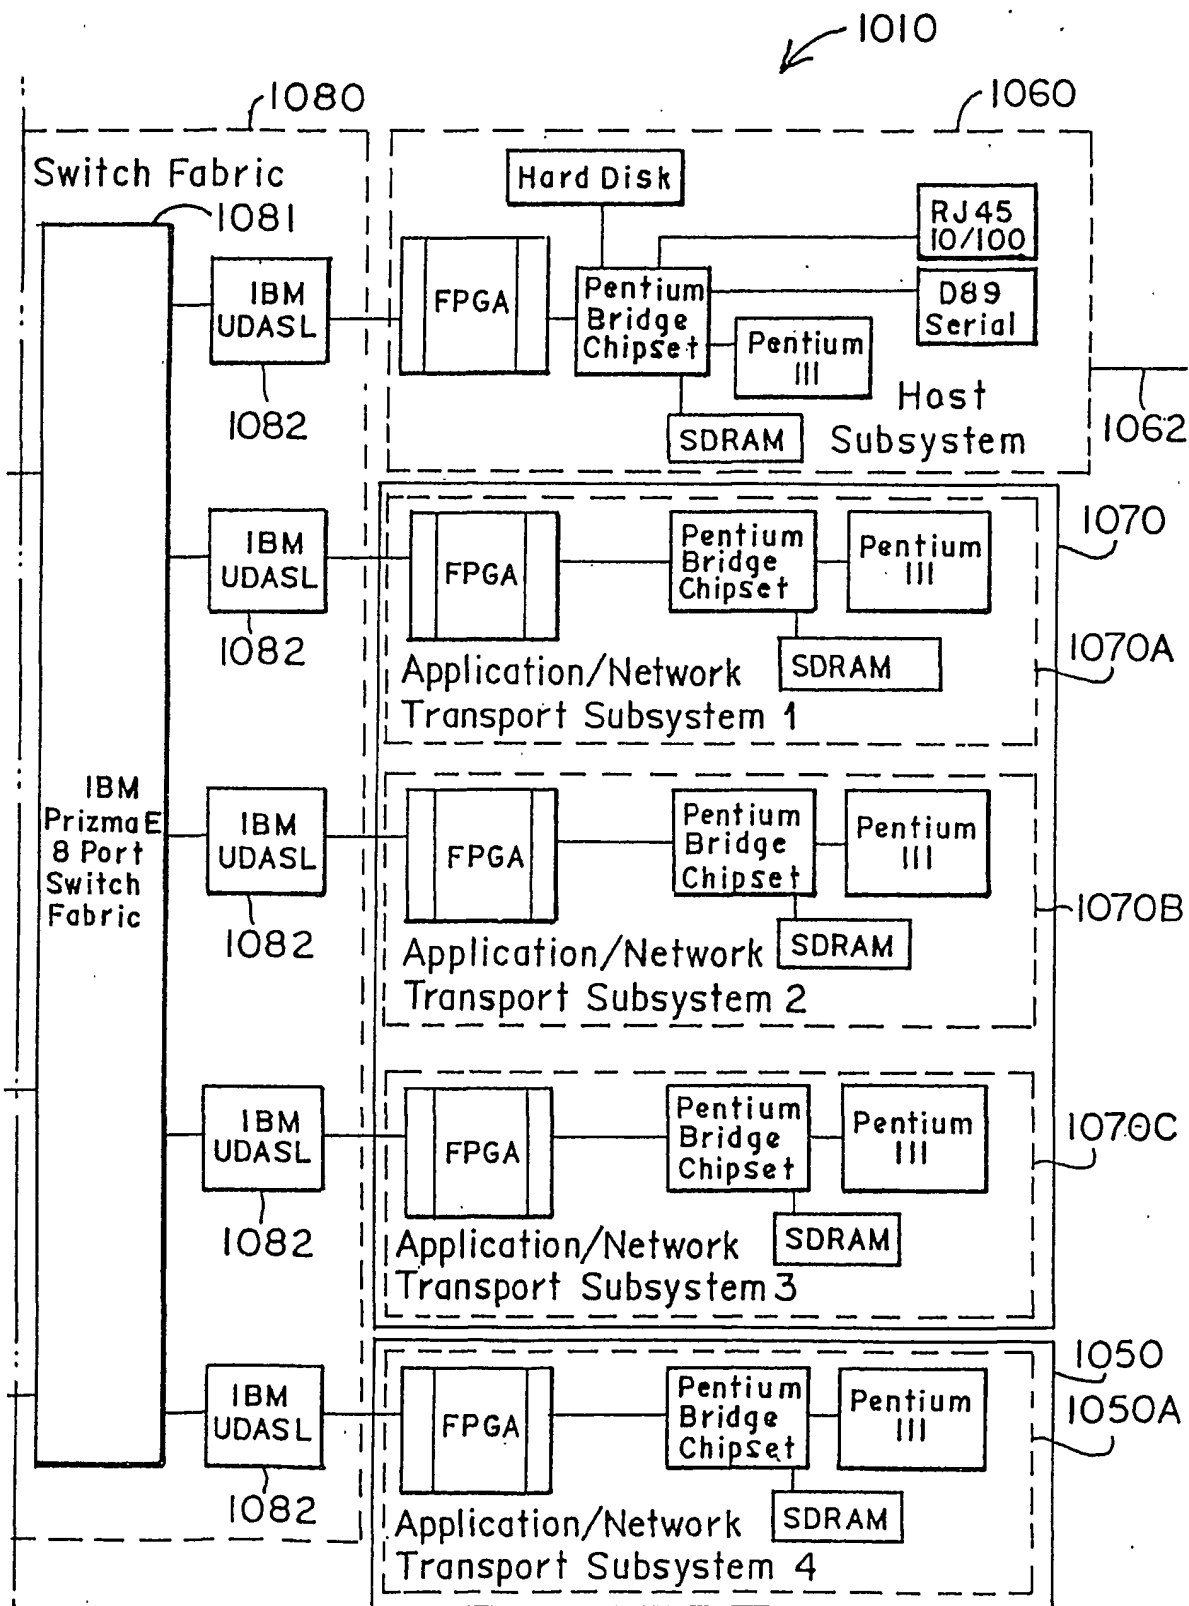 1010
1080
1060
Switch Fabric
1081
Hard Disk
RJ45
10/100
IBM
UDASL
FPGA
Pentium
Bridge
Chipset
D89
Serial
Pentium
III
1082
SDRAM
Host
Subsystem
1062
IBM
UDASL
FPGA
Pentium
Bridge
Chipset
Pentium
III
1070
1082
SDRAM
1070A
Application/Network
Transport Subsystem 1
IBM
PrizmaE
8 Port
Switch
Fabric
IBM
UDASL
FPGA
Pentium
Bridge
Chipset
Pentium
III
1082
SDRAM
1070B
Application/Network
Transport Subsystem 2
IBM
UDASL
FPGA
Pentium
Bridge
Chipset
Pentium
III
1070C
1082
SDRAM
Application/Network
Transport Subsystem 3
IBM
UDASL
FPGA
Pentium
Bridge
Chipset
Pentium
III
1050
1050A
1082
SDRAM
Application/Network
Transport Subsystem 4